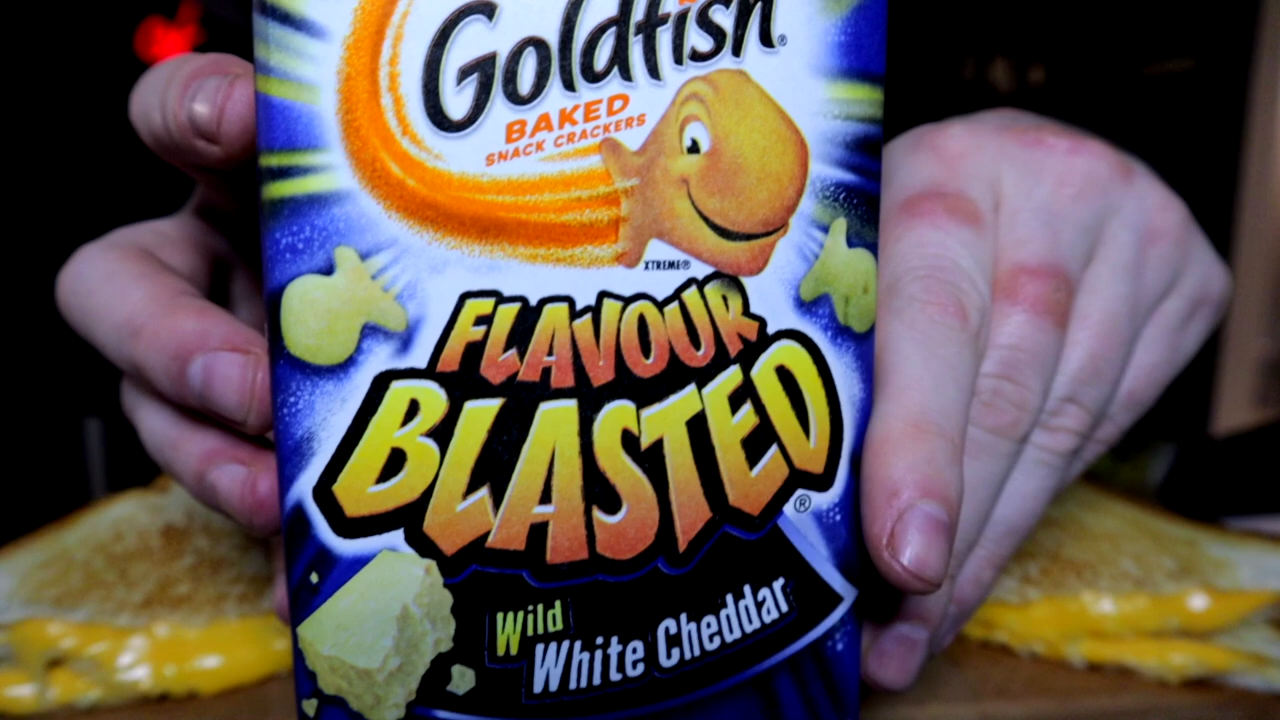 Goldfish®
BAKED
SNACK CRACKERS
XTREME®
FLAVOUR
BLASTED®
Wild
White Cheddar